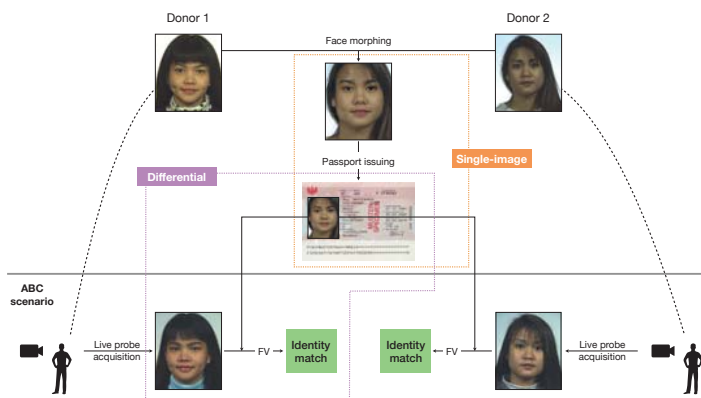 Donor 1
Donor 2
Face morphing
Passport issuing
Single-image
Differential
ABC
scenario
Live probe
acquisition
FV
Identity
match
Identity
match
FV
Live probe
acquisition